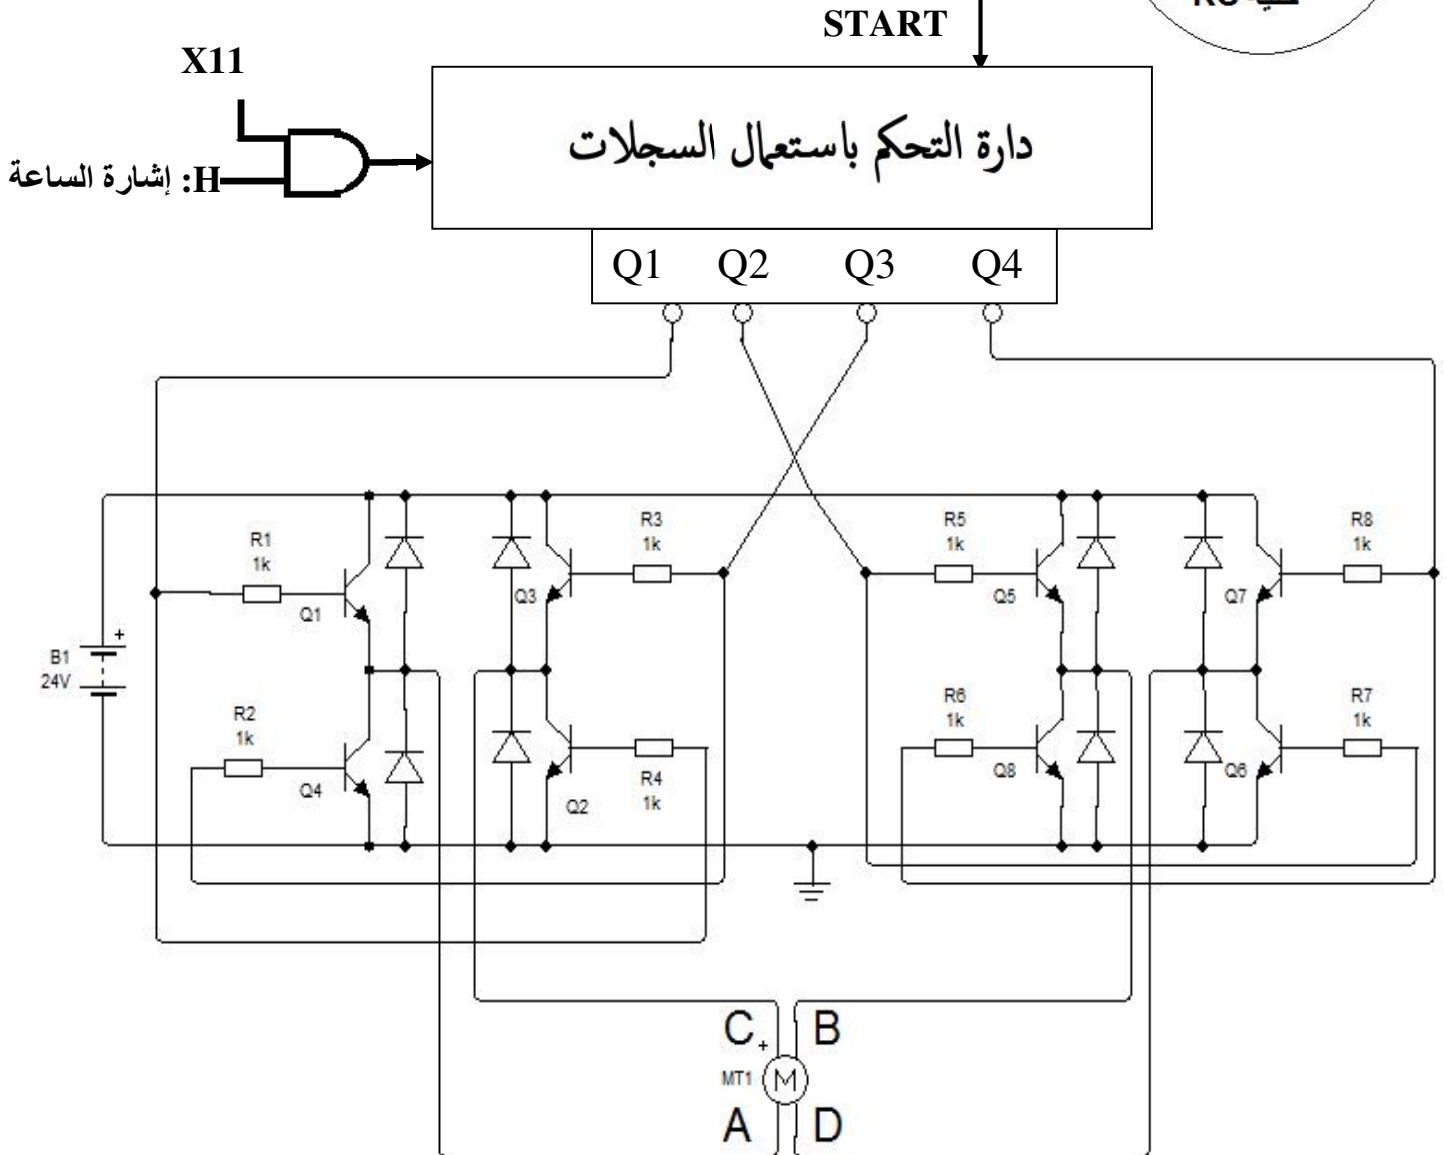 RC
START
X11
دارة التحكم باستعمال السجلات
H: إشارة الساعة
Q1 Q2 Q3 Q4
R1
1k
Q1
R3
1k
Q3
R5
1k
Q5
R8
1k
Q7
B1
24V
+
R2
1k
Q4
R4
1k
Q2
R6
1k
Q8
R7
1k
Q6
C + B
MT1 M
A D